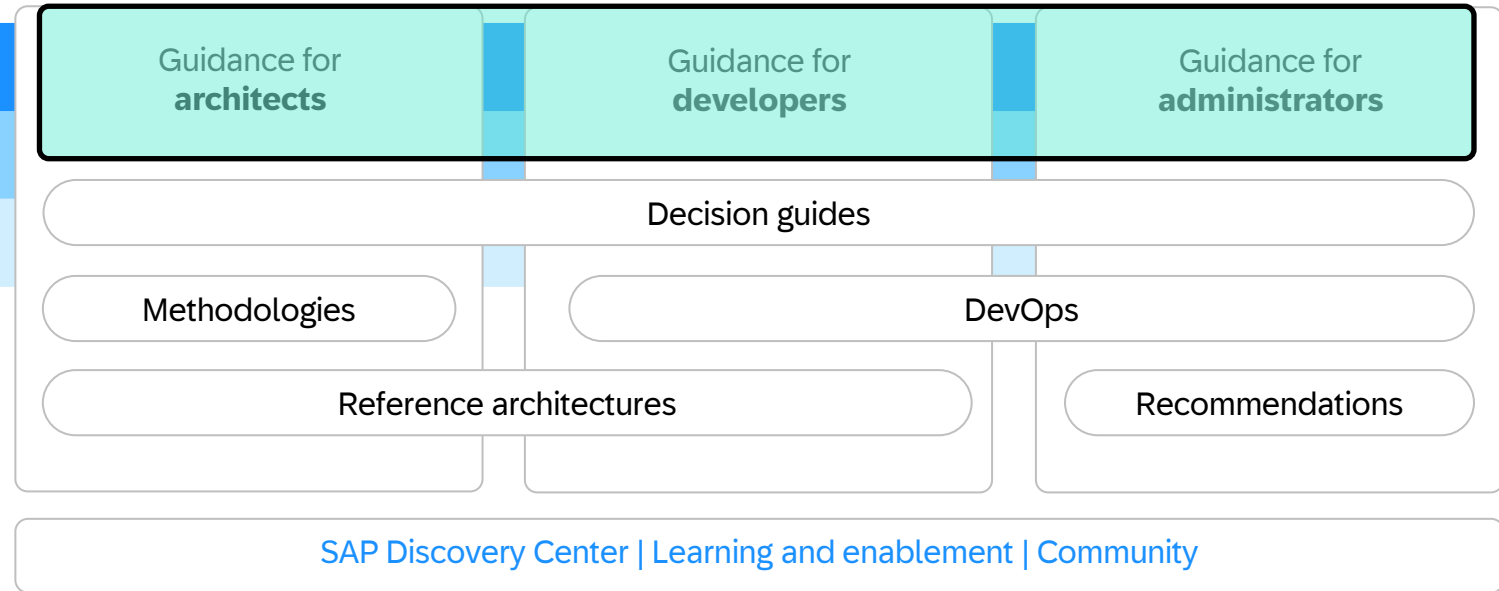 Guidance for
architects
Guidance for
developers
Guidance for
administrators
Decision guides
Methodologies
DevOps
Reference architectures
Recommendations
SAP Discovery Center | Learning and enablement | Community